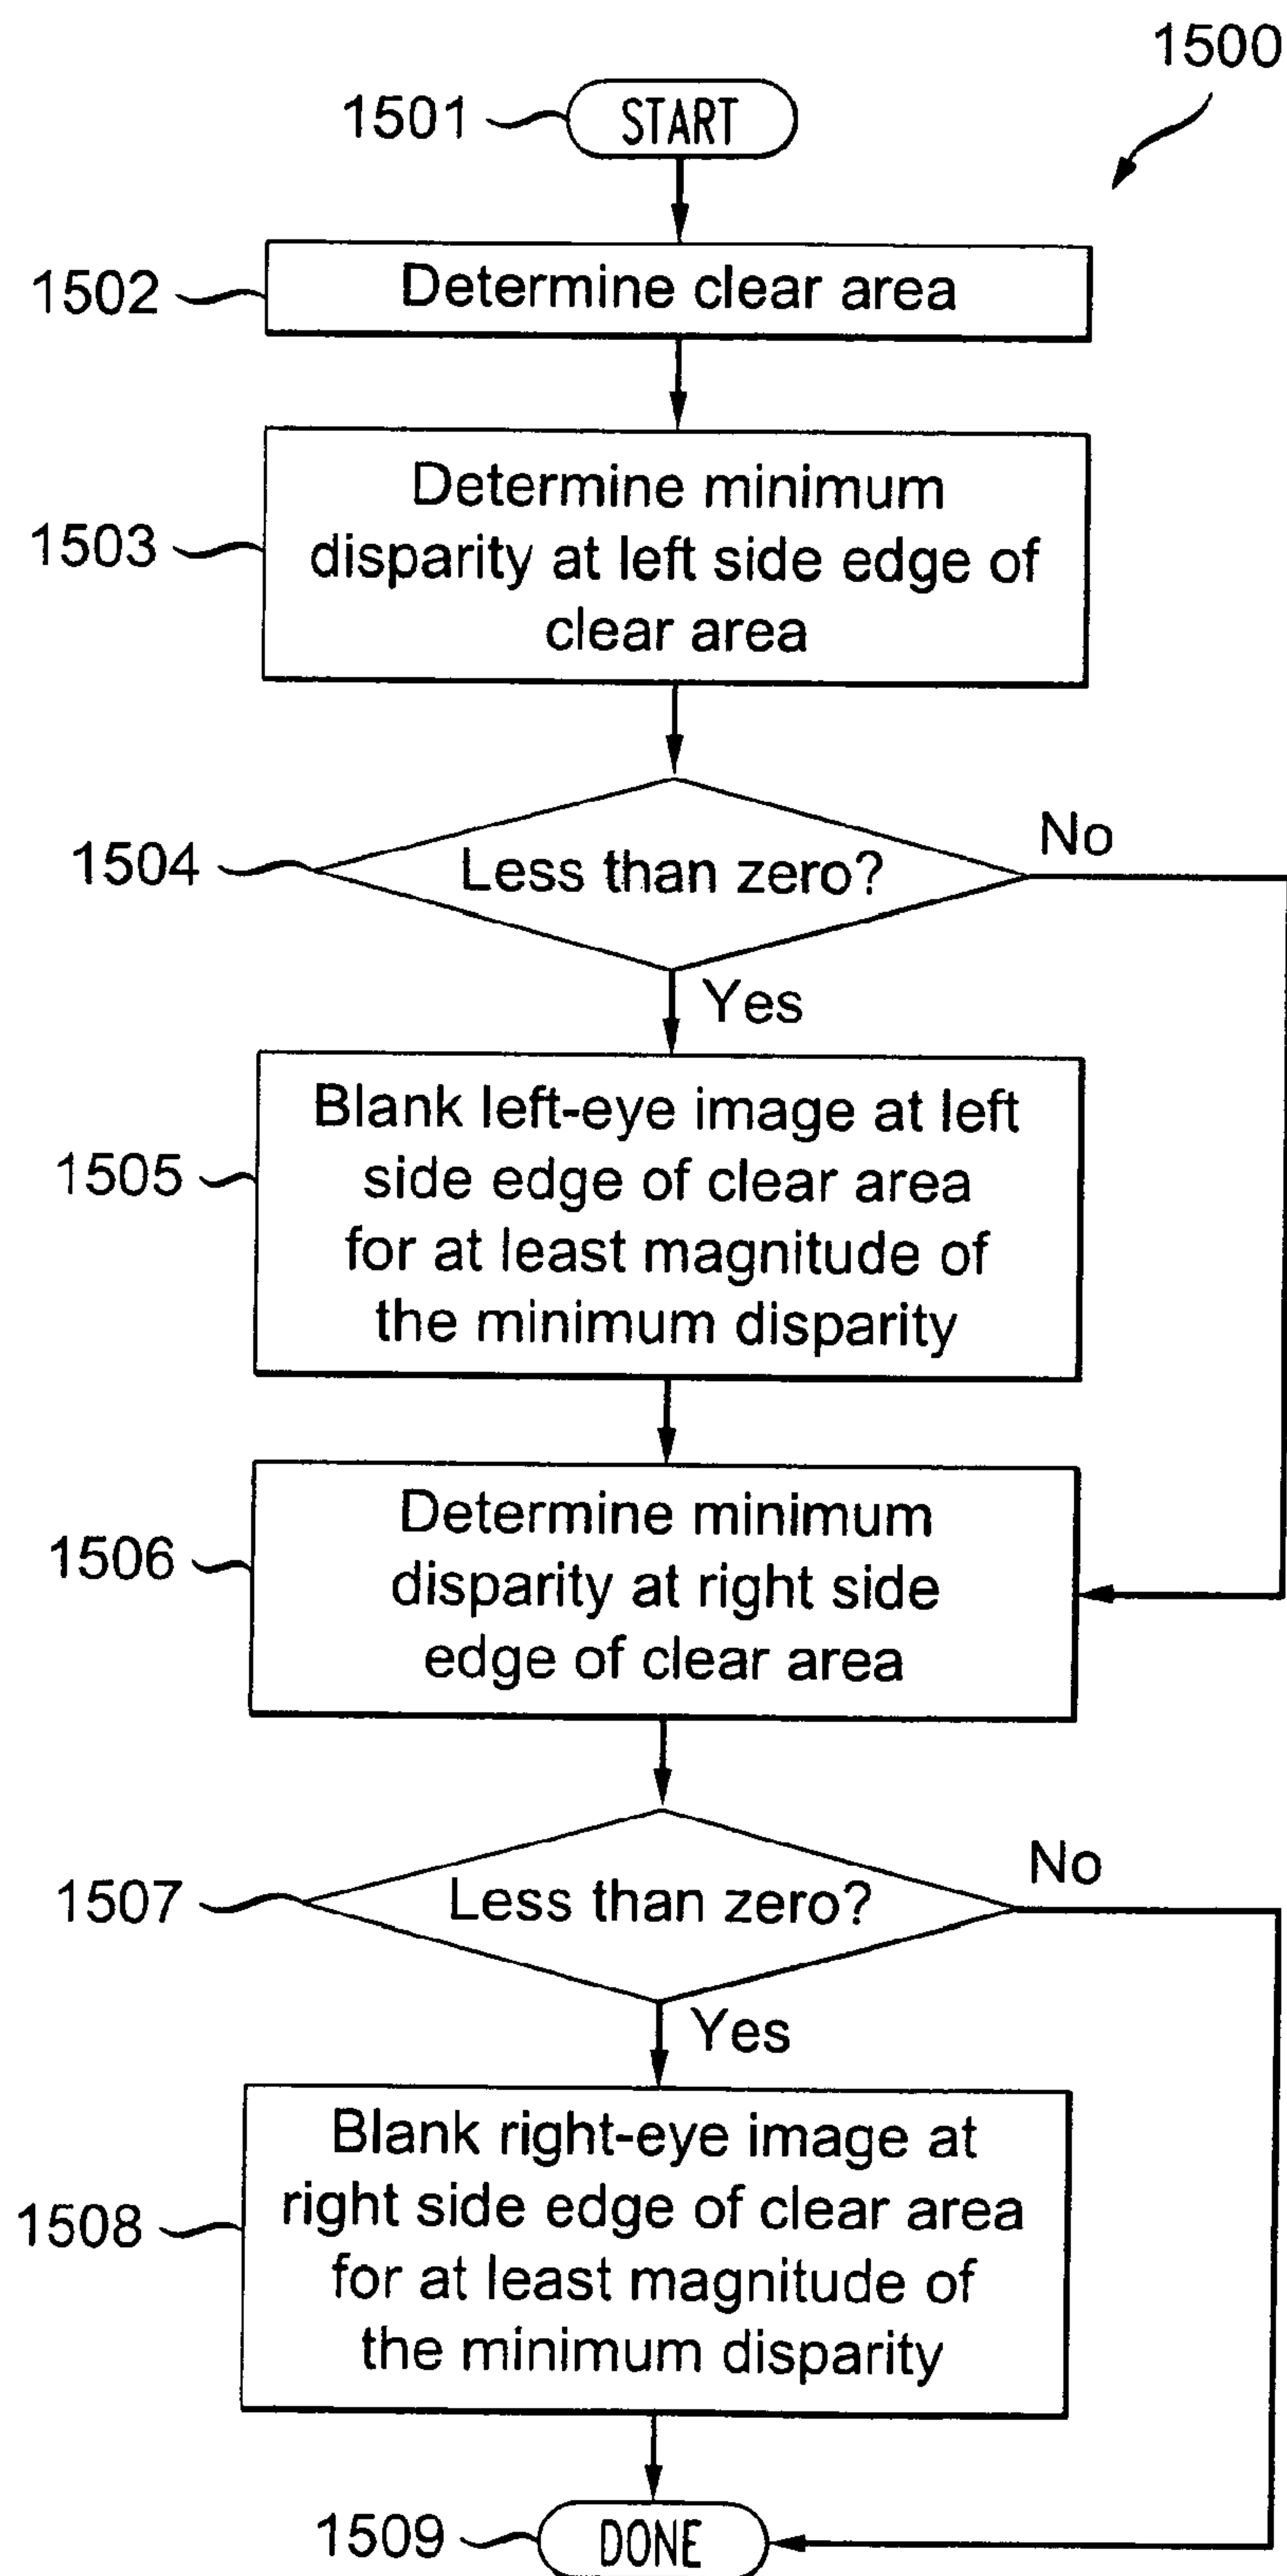 1500
1501
START
1502
Determine clear area
1503
Determine minimum
disparity at left side edge of
clear area
1504
Less than zero?
No
Yes
1505
Blank left-eye image at left
side edge of clear area
for at least magnitude of
the minimum disparity
1506
Determine minimum
disparity at right side
edge of clear area
1507
Less than zero?
No
Yes
1508
Blank right-eye image at
right side edge of clear area
for at least magnitude of
the minimum disparity
1509
DONE